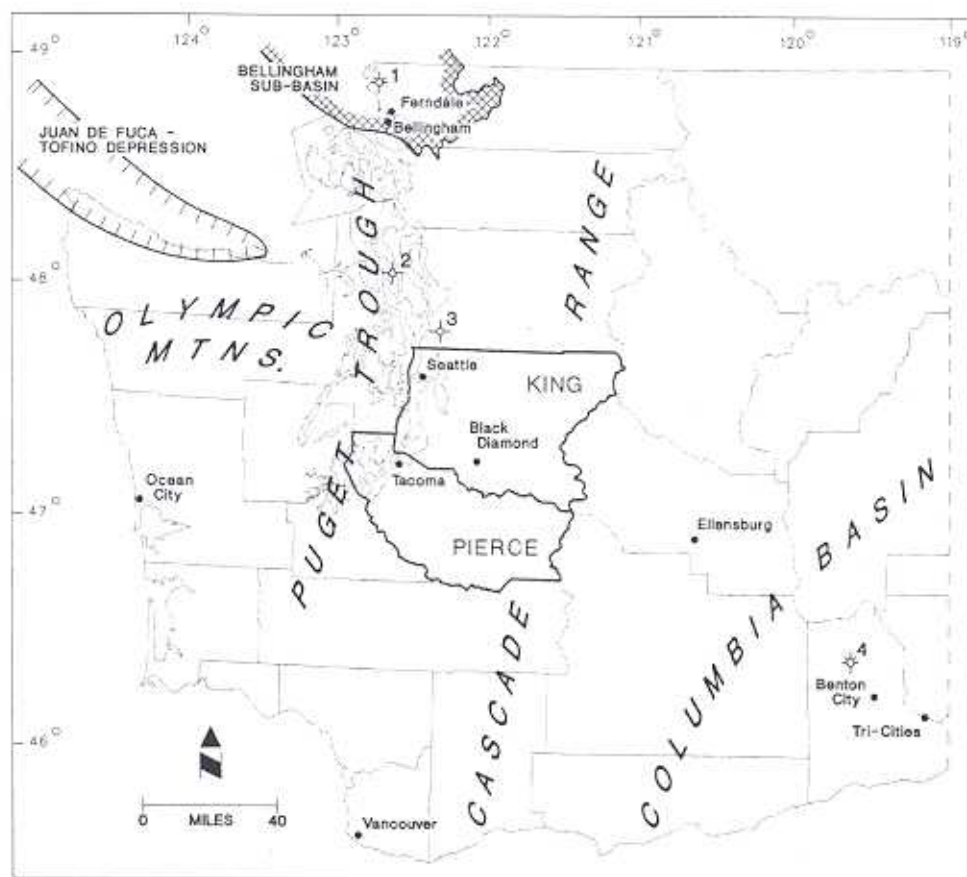 124°
123°
122°
121°
120°
119°
49°
BELLINGHAM
SUB-BASIN
1
Ferndale
Bellingham
JUAN DE FUCA -
TOFINO DEPRESSION
RANGE
TROUGH
2
48°
OLYMPIC
MTNS.
3
Seattle
KING
Black
Diamond
Tacoma
Ocean
City
PUGET
47°
Ellensburg
BASIN
PIERCE
CASCADE
COLUMBIA
4
Benton
City
Tri-Cities
46°
0 MILES 40
Vancouver